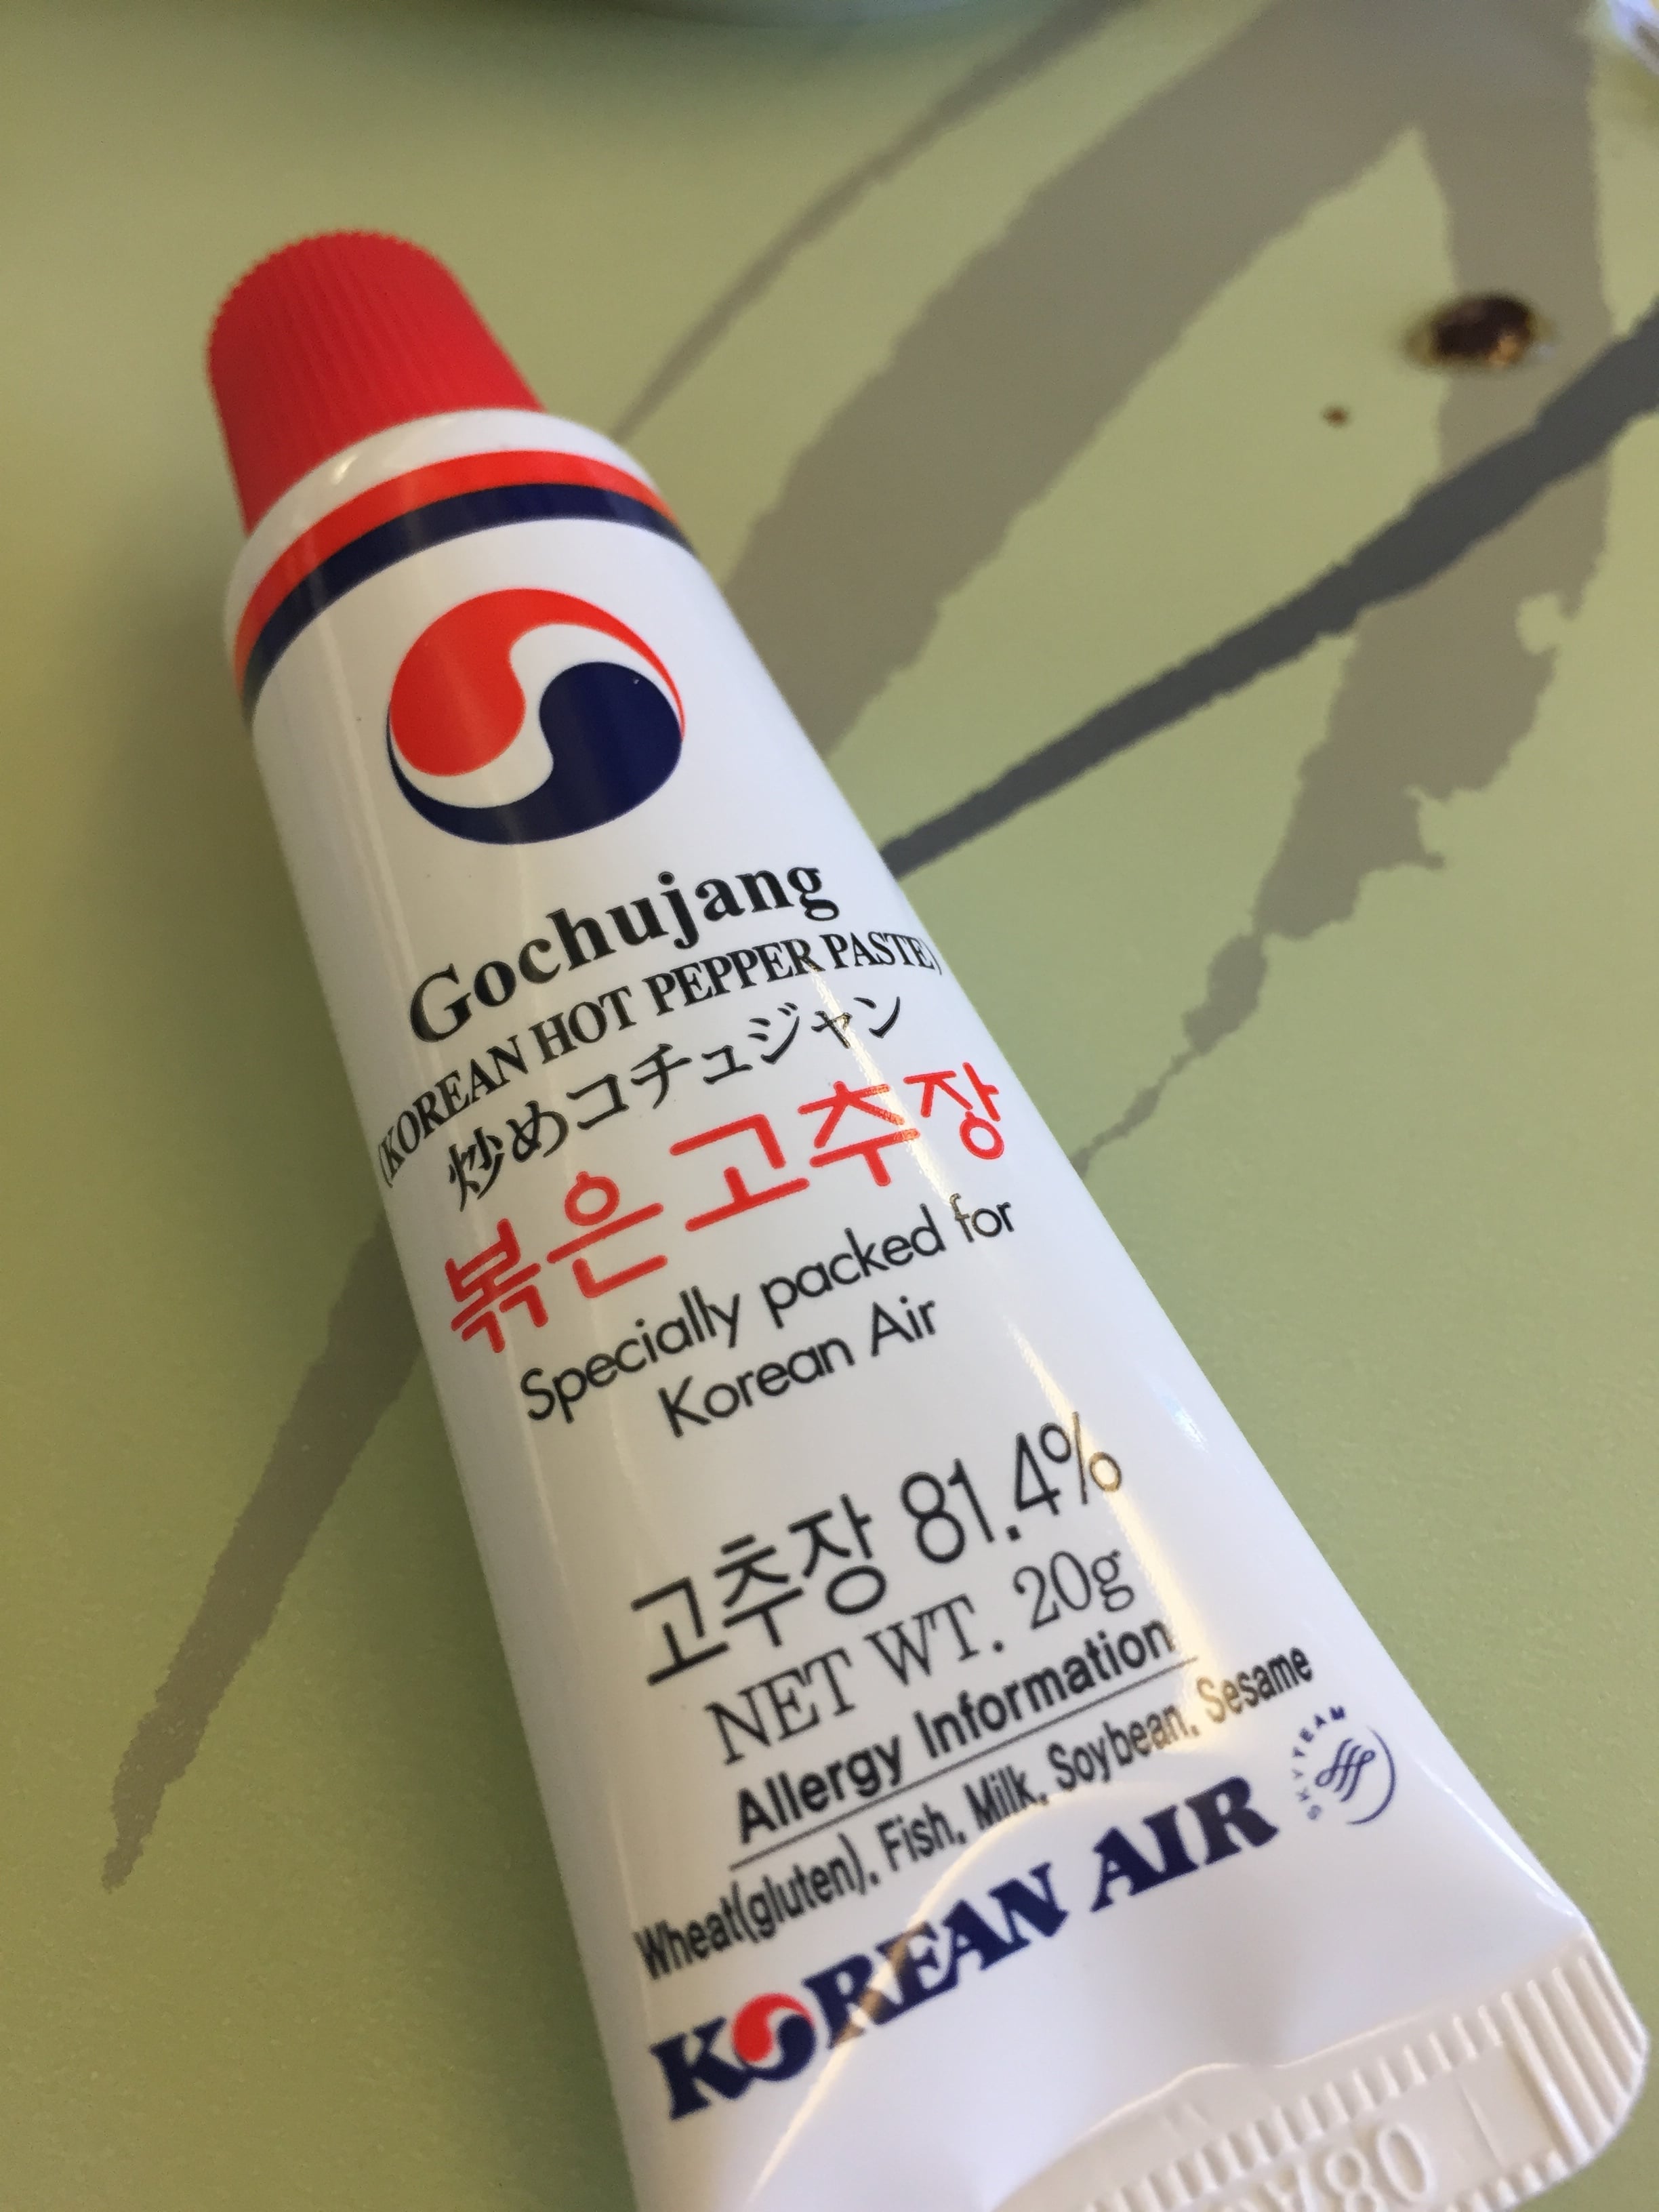 Gochujang
(KOREAN HOT PEPPER PASTE)
炒めコチュジャン
볶은고추장
Specially packed for
Korean Air
고추장 81.4%
NET WT. 20g
Allergy Information
Wheat(gluten), Fish, Milk, Soybean, Sesame
SKYTEAM
KOREAN AIR